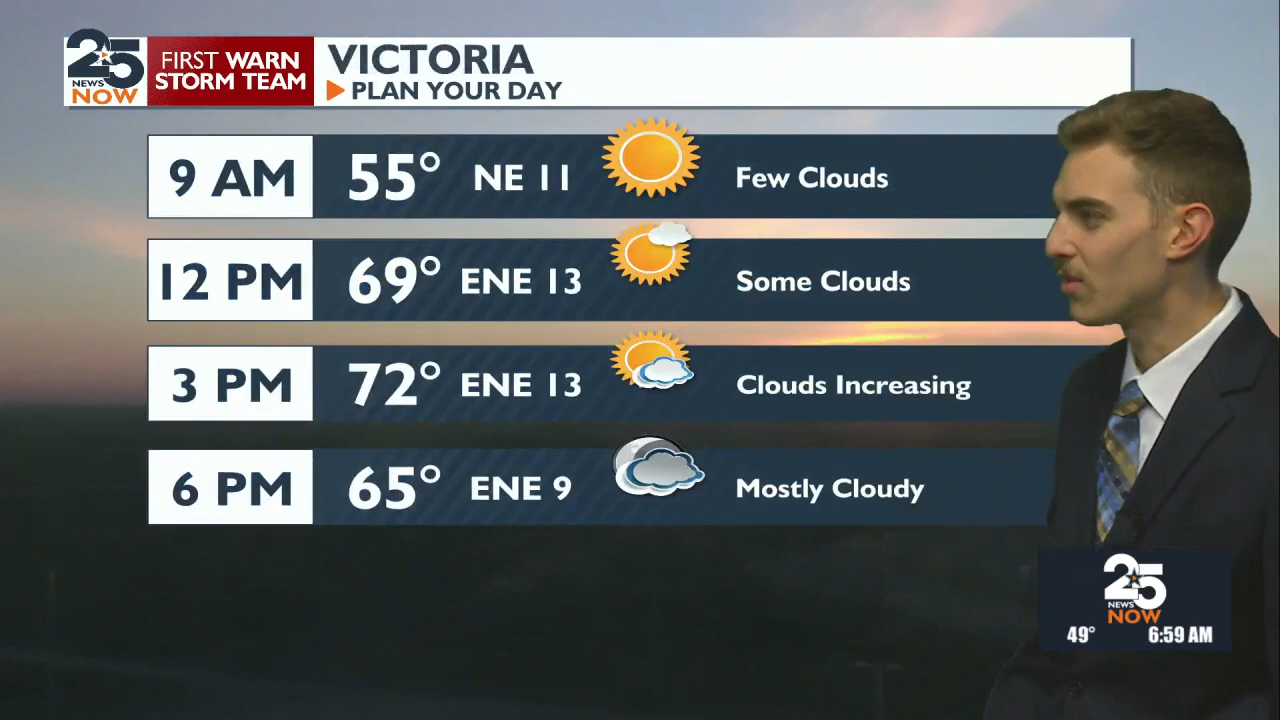 25
NEWS
NOW
FIRST WARN
STORM TEAM
VICTORIA
PLAN YOUR DAY
9 AM 55° NE 11 Few Clouds
12 PM 69° ENE 13 Some Clouds
3 PM 72° ENE 13 Clouds Increasing
6 PM 65° ENE 9 Mostly Cloudy
25
NEWS
NOW
49° 6:59 AM